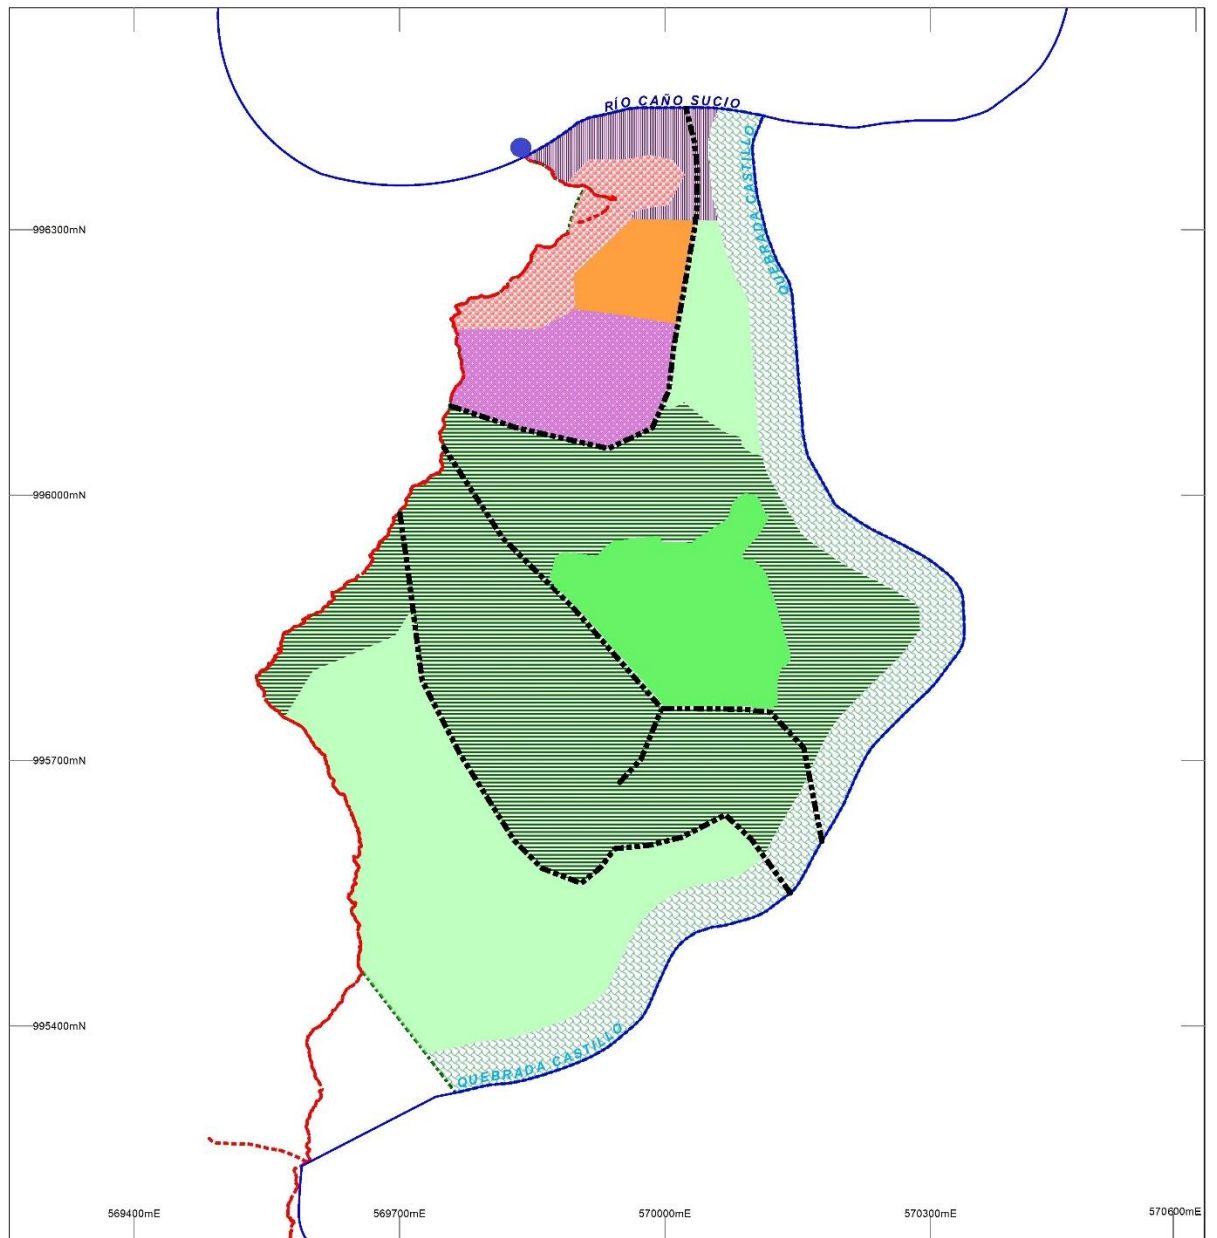 RÍO CAÑO SUCIO
QUEBRADA CASTILLO
996300mN
996000mN
995700mN
995400mN
QUEBRADA CASTILLO
569400mE
569700mE
570000mE
570300mE
570600mE